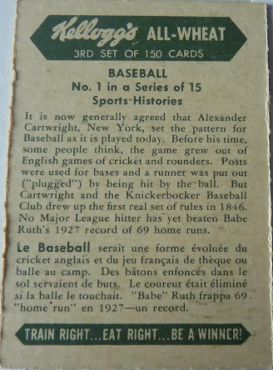 Kellogg's ALL-WHEAT
3RD SET OF 150 CARDS
BASEBALL
No. 1 in a Series of 15
Sports-Histories
It is now generally agreed that Alexander
Cartwright, New York, set the pattern for
Baseball as it is played today. Before his time,
some people think, the game grew out of
English games of cricket and rounders. Posts
were used for bases and a runner was put out
("plugged") by being hit by the ball. But
Cartwright and the Knickerbocker Baseball
Club drew up the first real set of rules in 1846.
No Major League hitter has yet beaten Babe
Ruth's 1927 record of 69 home runs.
Le Baseball serait une forme évoluée du
cricket anglais et du jeu français de thèque ou
balle au camp. Des bâtons enfoncés dans le
sol servaient de buts. Le coureur était éliminé
si la balle le touchait. "Babe" Ruth frappa 69
"home run" en 1927—un record.
TRAIN RIGHT...EAT RIGHT...BE A WINNER!